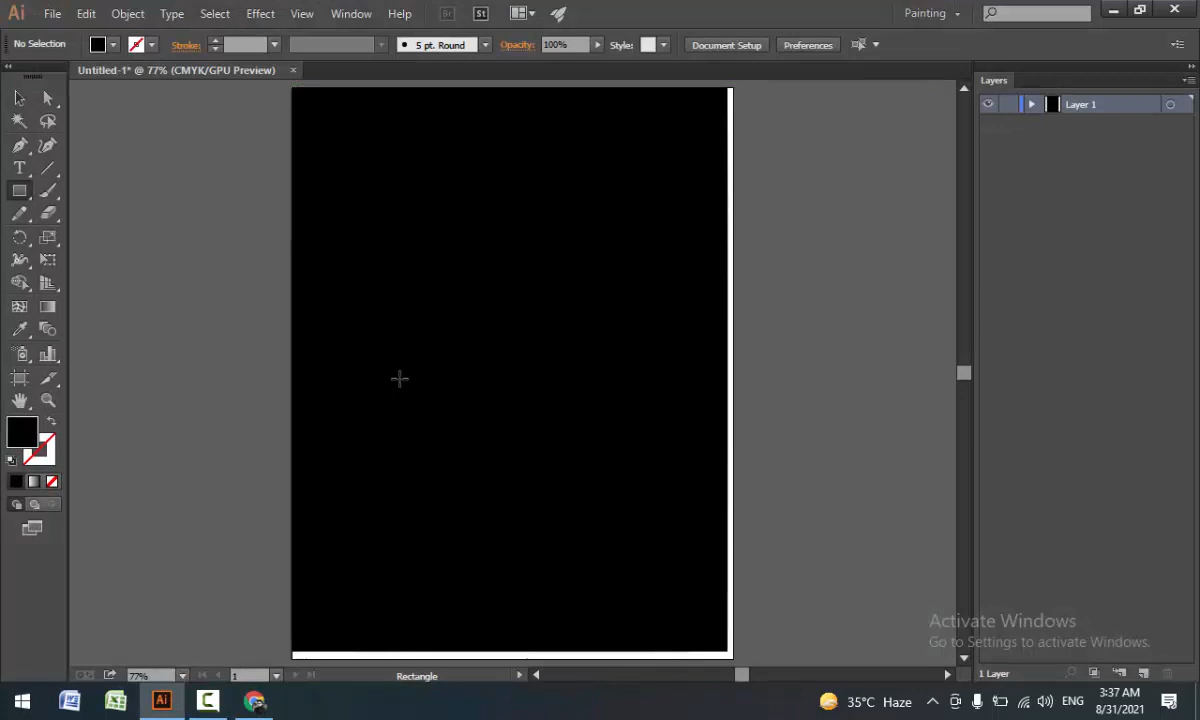 Ai File Edit Object Type Select Effect View Window Help Br St Painting
No Selection Stroke: 5 pt. Round Opacity: 100% Style: Document Setup Preferences
Untitled-1* @ 77% (CMYK/GPU Preview) ×
Layers
Layer 1
T
Activate Windows
Go to Settings to activate Windows.
77% 1 Rectangle 1 Layer
Ai C 35°C Haze ENG 3:37 AM
8/31/2021